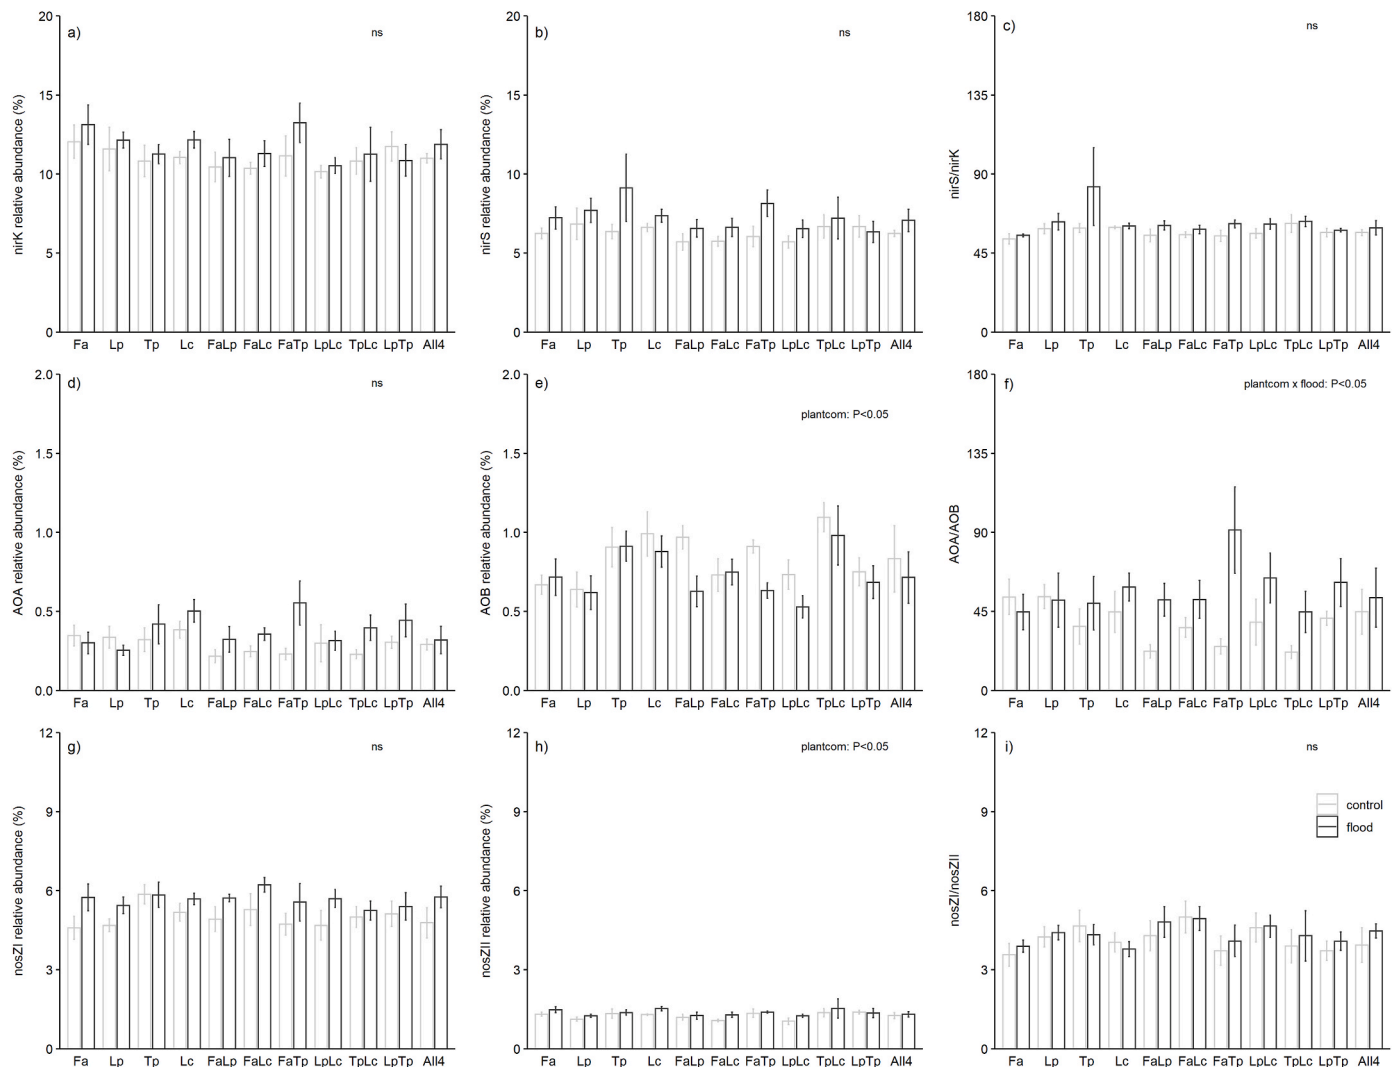 a)
ns
nirK relative abundance (%)
20
15
10
5
0
Fa Lp Tp Lc FaLp FaLc FaTp LpLc TpLc LpTp All4
b)
ns
nirS relative abundance (%)
20
15
10
5
0
Fa Lp Tp Lc FaLp FaLc FaTp LpLc TpLc LpTp All4
c)
ns
nirS/nirK
180
135
90
45
0
Fa Lp Tp Lc FaLp FaLc FaTp LpLc TpLc LpTp All4
d)
ns
AOA relative abundance (%)
2.0
1.5
1.0
0.5
0.0
Fa Lp Tp Lc FaLp FaLc FaTp LpLc TpLc LpTp All4
e)
plantcom: P<0.05
AOB relative abundance (%)
2.0
1.5
1.0
0.5
0.0
Fa Lp Tp Lc FaLp FaLc FaTp LpLc TpLc LpTp All4
f)
plantcom x flood: P<0.05
AOA/AOB
180
135
90
45
0
Fa Lp Tp Lc FaLp FaLc FaTp LpLc TpLc LpTp All4
g)
ns
nosZI relative abundance (%)
12
9
6
3
0
Fa Lp Tp Lc FaLp FaLc FaTp LpLc TpLc LpTp All4
h)
plantcom: P<0.05
nosZII relative abundance (%)
12
9
6
3
0
Fa Lp Tp Lc FaLp FaLc FaTp LpLc TpLc LpTp All4
i)
ns
nosZI/nosZII
12
9
6
3
0
control
flood
Fa Lp Tp Lc FaLp FaLc FaTp LpLc TpLc LpTp All4